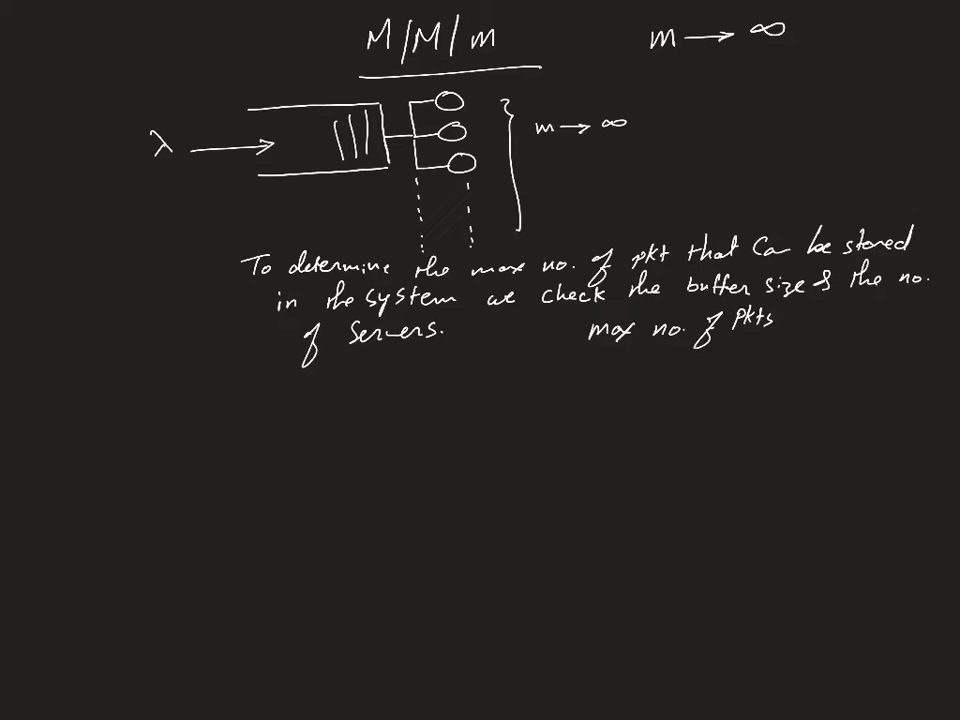 M/M/m
m → ∞
λ
m → ∞
To determine the max no. of pkt that Can be stored
in the system we check the buffer size & the no.
of Servers.
max no. of pkts